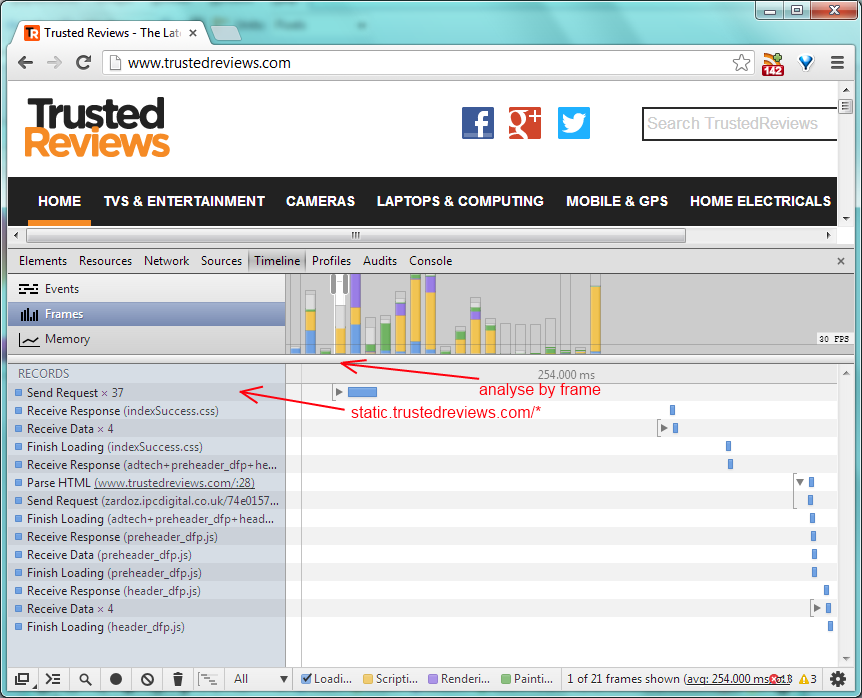 Trusted Reviews - The Late
www.trustedreviews.com
142
Trusted
Reviews
Search TrustedReviews
HOME TVS & ENTERTAINMENT CAMERAS LAPTOPS & COMPUTING MOBILE & GPS HOME ELECTRICALS
Elements Resources Network Sources Timeline Profiles Audits Console
Events
Frames
Memory
30 FPS
RECORDS
254.000 ms
Send Request × 37
analyse by frame
Receive Response (indexSuccess.css)
static.trustedreviews.com/*
Receive Data × 4
Finish Loading (indexSuccess.css)
Receive Response (adtech+preheader_dfp+he...
Parse HTML (www.trustedreviews.com/:28)
Send Request (zardoz.ipcdigital.co.uk/74e0157...
Finish Loading (adtech+preheader_dfp+head...
Receive Response (preheader_dfp.js)
Receive Data (preheader_dfp.js)
Finish Loading (preheader_dfp.js)
Receive Response (header_dfp.js)
Receive Data × 4
Finish Loading (header_dfp.js)
All Loadi... Scripti... Renderi... Painti... 1 of 21 frames shown (avg: 254.000 ms 3